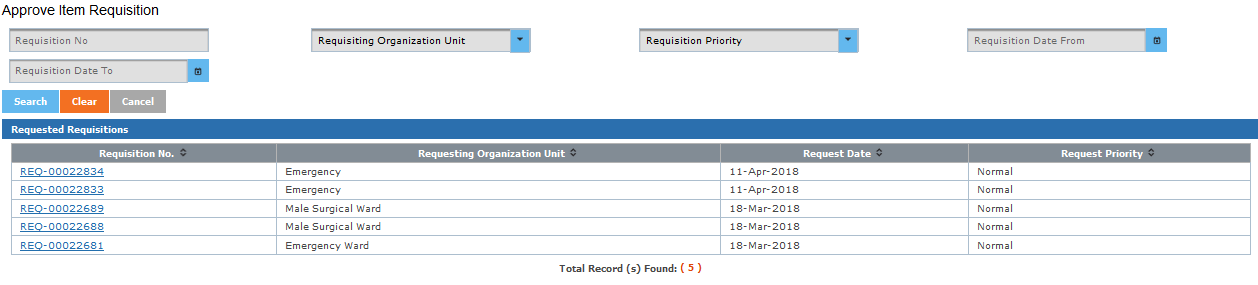 Approve Item Requisition
Requisition No Requisiting Organization Unit Requisition Priority Requisition Date From
Requisition Date To
Search Clear Cancel
Requested Requisitions
Requisition No. Requesting Organization Unit Request Date Request Priority
REQ-00022834 Emergency 11-Apr-2018 Normal
REQ-00022833 Emergency 11-Apr-2018 Normal
REQ-00022689 Male Surgical Ward 18-Mar-2018 Normal
REQ-00022688 Male Surgical Ward 18-Mar-2018 Normal
REQ-00022681 Emergency Ward 18-Mar-2018 Normal
Total Record (s) Found: ( 5 )